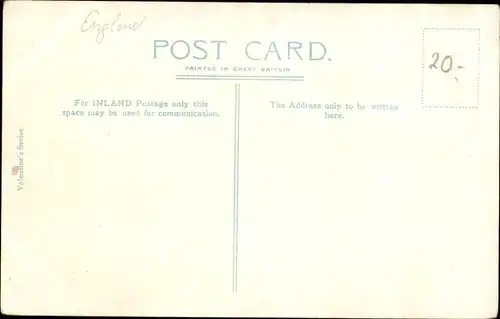 England
POST CARD.
PRINTED IN GREAT BRITAIN
20.-
For INLAND Postage only this
space may be used for communication.
The Address only to be written
here.
Valentine's Series